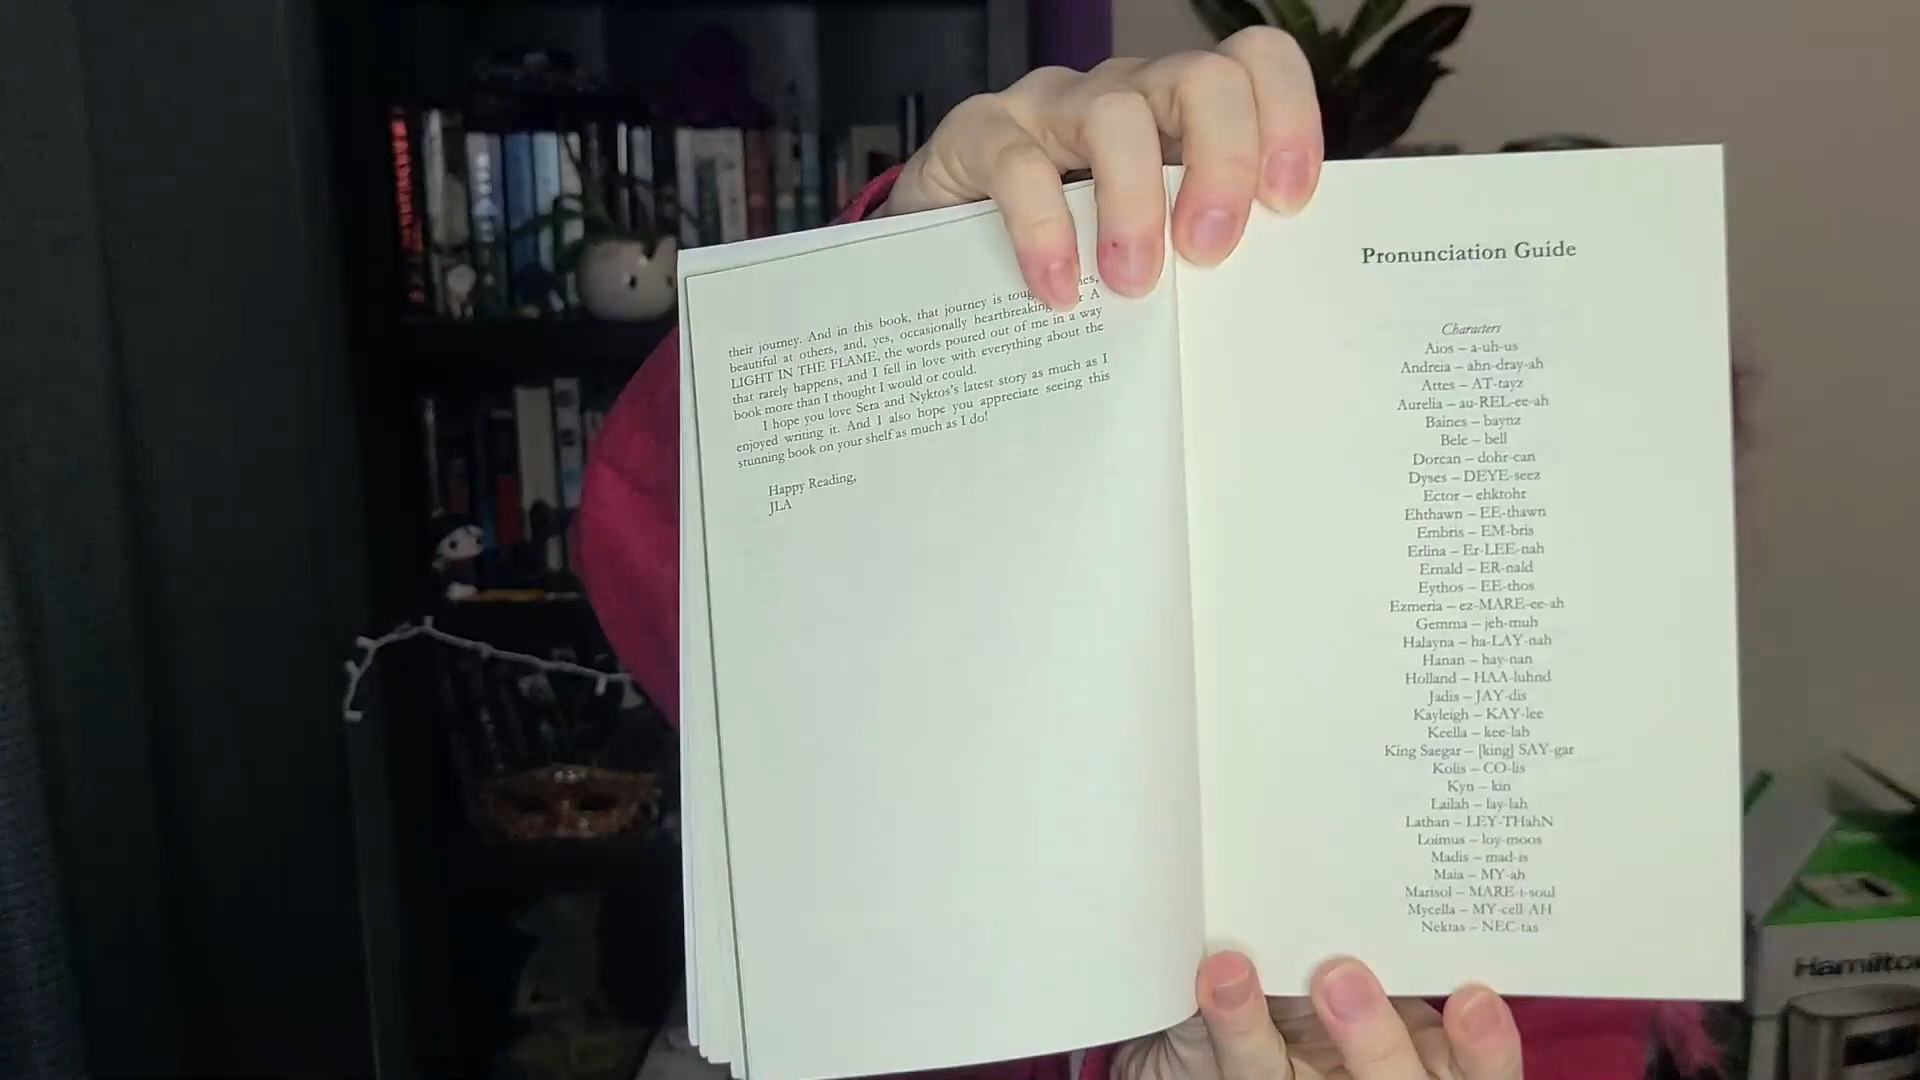 their journey. And in this book, that journey is
beautiful at others, and, yes, occasionally heartbreaking A
LIGHT IN THE FLAME, the words poured out of me in a way
that rarely happens, and I fell in love with everything about the
book more than I thought I would or could.
I hope you love Sera and Nyktos's latest story as much as I
enjoyed writing it. And I also hope you appreciate seeing this
stunning book on your shelf as much as I do!
Happy Reading,
JLA
Pronunciation Guide
Characters
Aios – a-uh-us
Andreia – ahn-dray-ah
Attes – AT-tayz
Aurelia – au-REL-ee-ah
Baines – baynz
Bele – bell
Dorcan – dohr-can
Dyses – DEYE-seez
Ector – ehktohr
Ehthawn – EE-thawn
Embris – EM-bris
Erlina – Er-LEE-nah
Ernald – ER-nald
Eythos – EE-thos
Ezmeria – ez-MARE-ee-ah
Gemma – jeh-muh
Halayna – ha-LAY-nah
Hanan – hay-nan
Holland – HAA-luhnd
Jadis – JAY-dis
Kayleigh – KAY-lee
Keella – kee-lah
King Saegar – [king] SAY-gar
Kolis – CO-lis
Kyn – kin
Lailah – lay-lah
Lathan – LEY-THahN
Loimus – loy-moos
Madis – mad-is
Maia – MY-ah
Marisol – MARE-i-soul
Mycella – MY-cell-AH
Nektas – NEC-tas
Hamilto